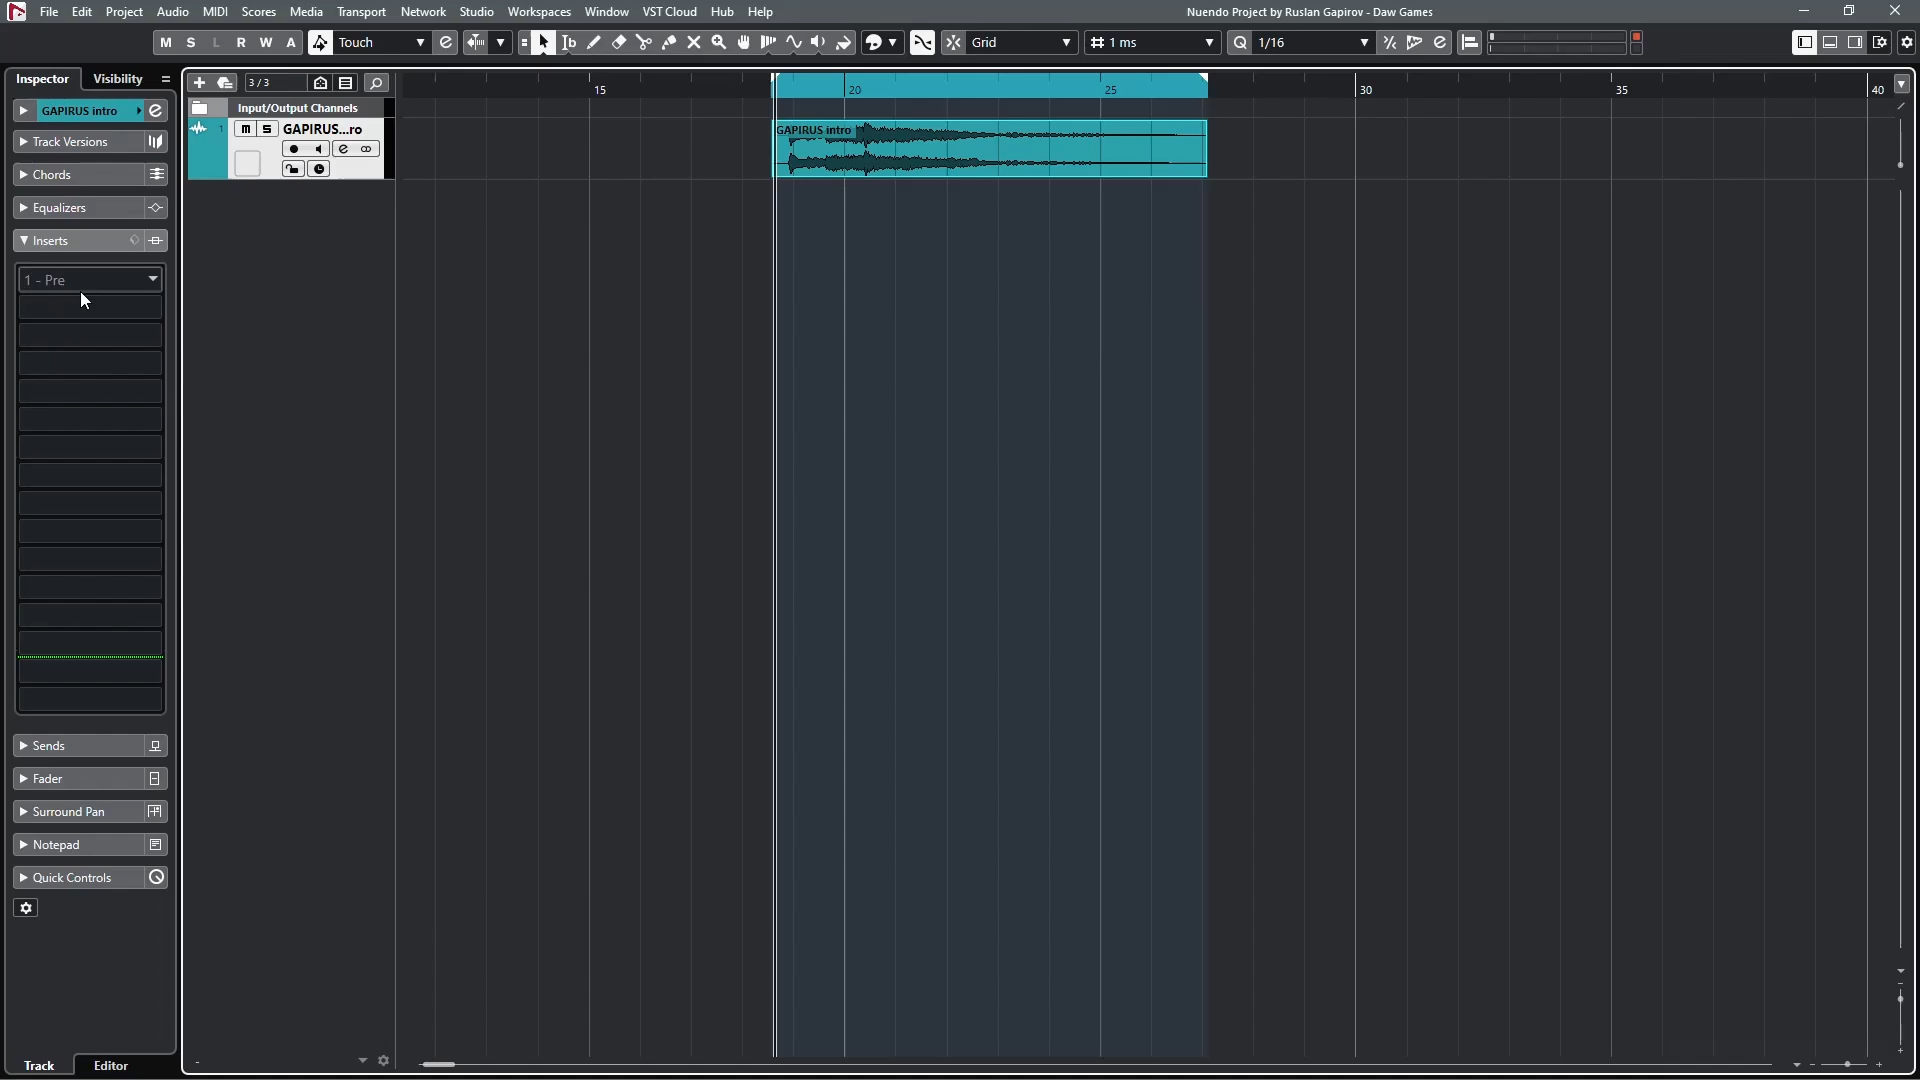 File Edit Project Audio MIDI Scores Media Transport Network Studio Workspaces Window VST Cloud Hub Help
Nuendo Project by Ruslan Gapirov - Daw Games
M S L R W A Touch Grid 1 ms 1/16
Inspector Visibility
3 / 3
15 20 25 30 35 40
GAPIRUS intro
Input/Output Channels
1 m S GAPIRUS...ro
GAPIRUS intro
Track Versions
Chords
Equalizers
Inserts
1 - Pre
Sends
Fader
Surround Pan
Notepad
Quick Controls
Track Editor